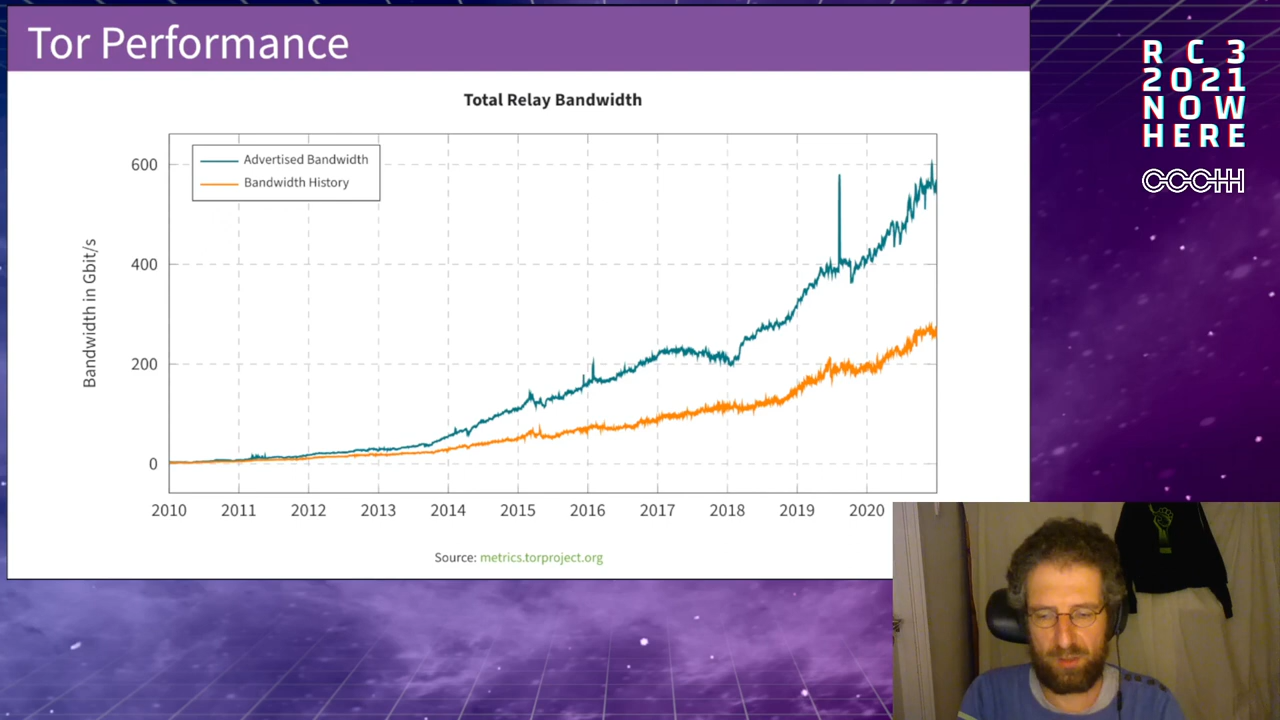 Tor Performance
Total Relay Bandwidth
Advertised Bandwidth
Bandwidth History
Bandwidth in Gbit/s
600
400
200
0
2010 2011 2012 2013 2014 2015 2016 2017 2018 2019 2020
Source: metrics.torproject.org
R C 3
2021
NOW
HERE
CCCHH